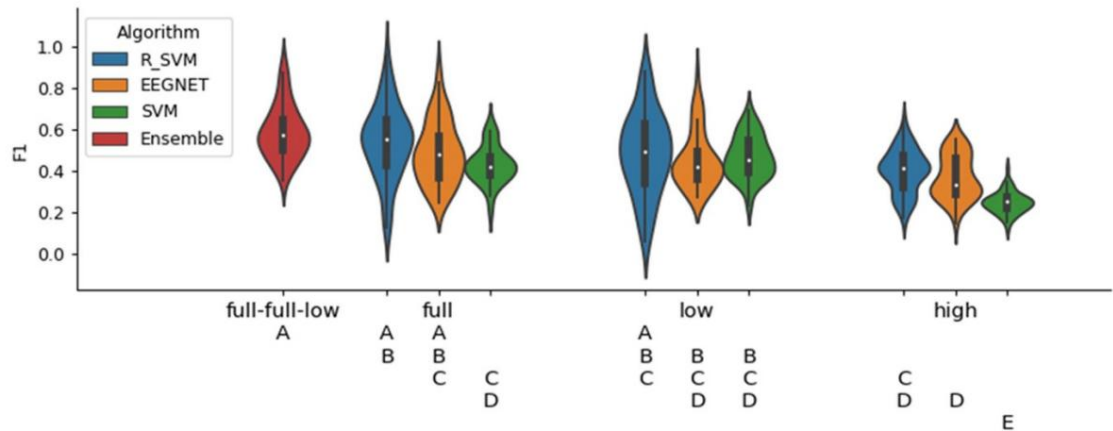 Algorithm
R_SVM
EEGNET
SVM
Ensemble
F1
1.0
0.8
0.6
0.4
0.2
0.0
full-full-low full low high
A A A A
B B B B B
C C C C C C
D D D D D
E